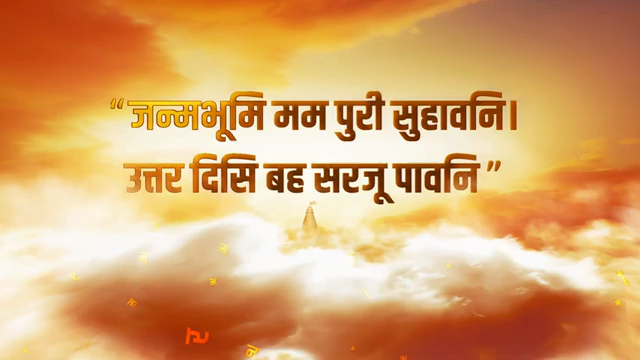 “ जन्मभूमि मम पुरी सुहावनि।
उत्तर दिसि बह सरजू पावनि ”